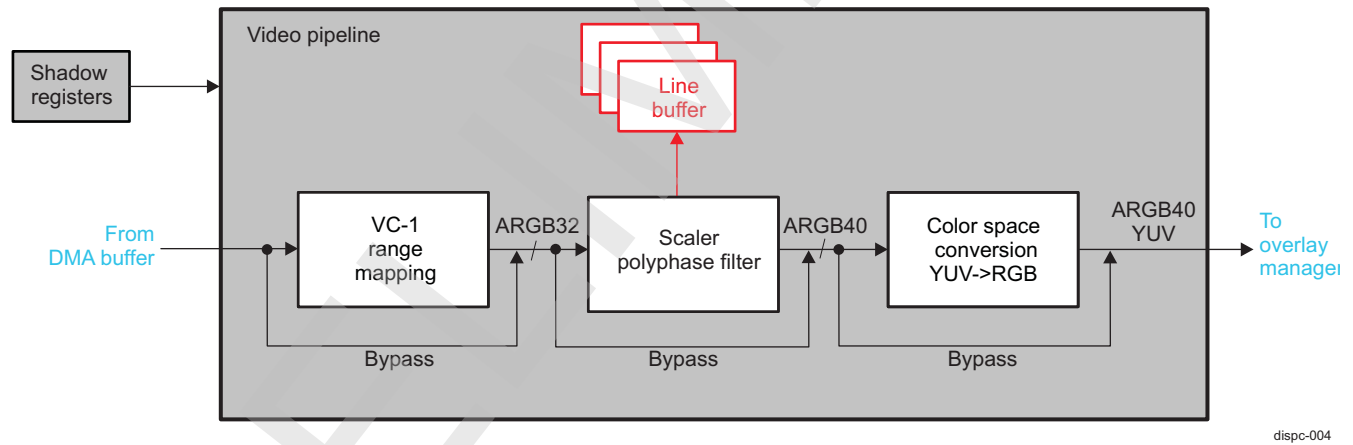 Video pipeline
Shadow
registers
Line
buffer
From
DMA buffer
VC-1
range
mapping
ARGB32
Scaler
polyphase filter
ARGB40
Color space
conversion
YUV->RGB
ARGB40
YUV
To
overlay
manager
Bypass
Bypass
Bypass
dispc-004